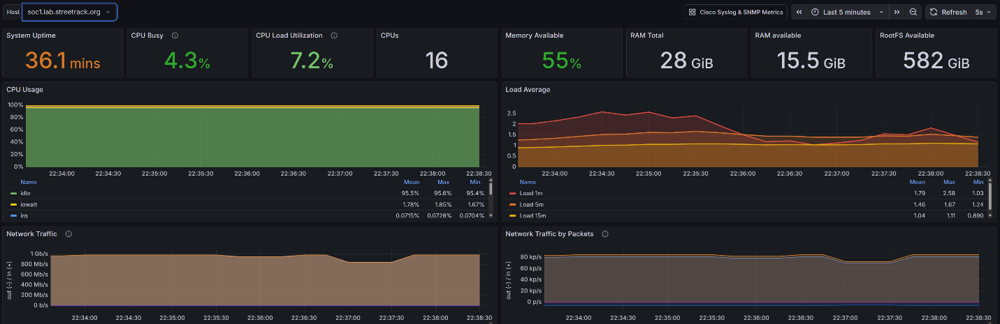 Host soc1.lab.streetrack.org Cisco Syslog & SNMP Metrics Last 5 minutes Refresh 5s
System Uptime CPU Busy CPU Load Utilization CPUs Memory Available RAM Total RAM available RootFS Available
36.1 mins 4.3% 7.2% 16 55% 28 GiB 15.5 GiB 582 GiB
CPU Usage
100%
80%
60%
40%
20%
0%
22:34:00 22:34:30 22:35:00 22:35:30 22:36:00 22:36:30 22:37:00 22:37:30 22:38:00 22:38:30
Name Mean Max Min
idle 95.5% 95.6% 95.4%
iowait 1.78% 1.85% 1.67%
irq 0.0715% 0.0728% 0.0704%
Load Average
2.5
2
1.5
1
0.5
0
22:34:00 22:34:30 22:35:00 22:35:30 22:36:00 22:36:30 22:37:00 22:37:30 22:38:00 22:38:30
Name Mean Max Min
Load 1m 1.79 2.58 1.03
Load 5m 1.46 1.67 1.24
Load 15m 1.04 1.11 0.890
Network Traffic
out (-) / in (+)
1 Gb/s
800 Mb/s
600 Mb/s
400 Mb/s
200 Mb/s
0 b/s
22:34:00 22:34:30 22:35:00 22:35:30 22:36:00 22:36:30 22:37:00 22:37:30 22:38:00 22:38:30
Network Traffic by Packets
out (-) / in (+)
80 kp/s
60 kp/s
40 kp/s
20 kp/s
0 p/s
22:34:00 22:34:30 22:35:00 22:35:30 22:36:00 22:36:30 22:37:00 22:37:30 22:38:00 22:38:30